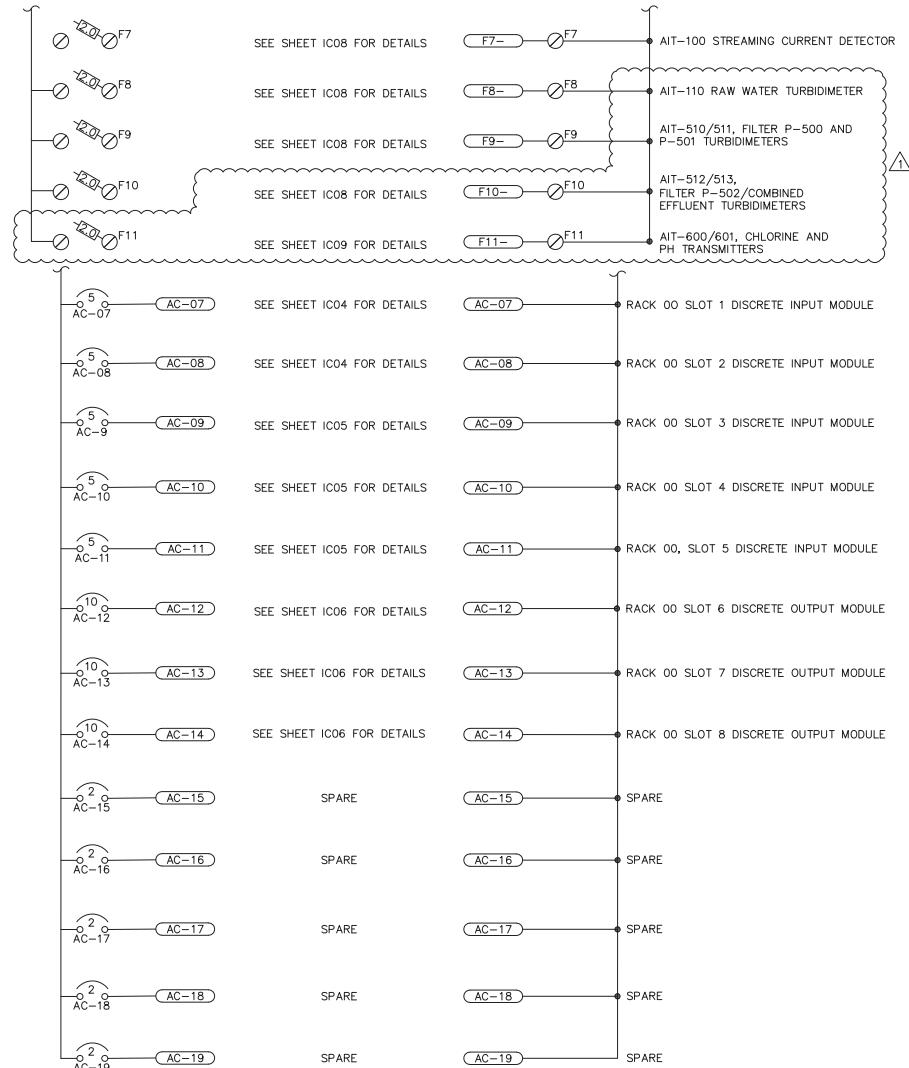 2.0 F7 SEE SHEET IC08 FOR DETAILS F7- F7 AIT-100 STREAMING CURRENT DETECTOR
2.0 F8 SEE SHEET IC08 FOR DETAILS F8- F8 AIT-110 RAW WATER TURBIDIMETER
2.0 F9 SEE SHEET IC08 FOR DETAILS F9- F9 AIT-510/511, FILTER P-500 AND
P-501 TURBIDIMETERS
1
2.0 F10 SEE SHEET IC08 FOR DETAILS F10- F10 AIT-512/513,
FILTER P-502/COMBINED
EFFLUENT TURBIDIMETERS
2.0 F11 SEE SHEET IC09 FOR DETAILS F11- F11 AIT-600/601, CHLORINE AND
PH TRANSMITTERS
5 AC-07 SEE SHEET IC04 FOR DETAILS AC-07 RACK 00 SLOT 1 DISCRETE INPUT MODULE
AC-07
5 AC-08 SEE SHEET IC04 FOR DETAILS AC-08 RACK 00 SLOT 2 DISCRETE INPUT MODULE
AC-08
5 AC-09 SEE SHEET IC05 FOR DETAILS AC-09 RACK 00 SLOT 3 DISCRETE INPUT MODULE
AC-9
5 AC-10 SEE SHEET IC05 FOR DETAILS AC-10 RACK 00 SLOT 4 DISCRETE INPUT MODULE
AC-10
5 AC-11 SEE SHEET IC05 FOR DETAILS AC-11 RACK 00, SLOT 5 DISCRETE INPUT MODULE
AC-11
10 AC-12 SEE SHEET IC06 FOR DETAILS AC-12 RACK 00 SLOT 6 DISCRETE OUTPUT MODULE
AC-12
10 AC-13 SEE SHEET IC06 FOR DETAILS AC-13 RACK 00 SLOT 7 DISCRETE OUTPUT MODULE
AC-13
10 AC-14 SEE SHEET IC06 FOR DETAILS AC-14 RACK 00 SLOT 8 DISCRETE OUTPUT MODULE
AC-14
2 AC-15 SPARE AC-15 SPARE
AC-15
2 AC-16 SPARE AC-16 SPARE
AC-16
2 AC-17 SPARE AC-17 SPARE
AC-17
2 AC-18 SPARE AC-18 SPARE
AC-18
2 AC-19 SPARE AC-19 SPARE
AC-19